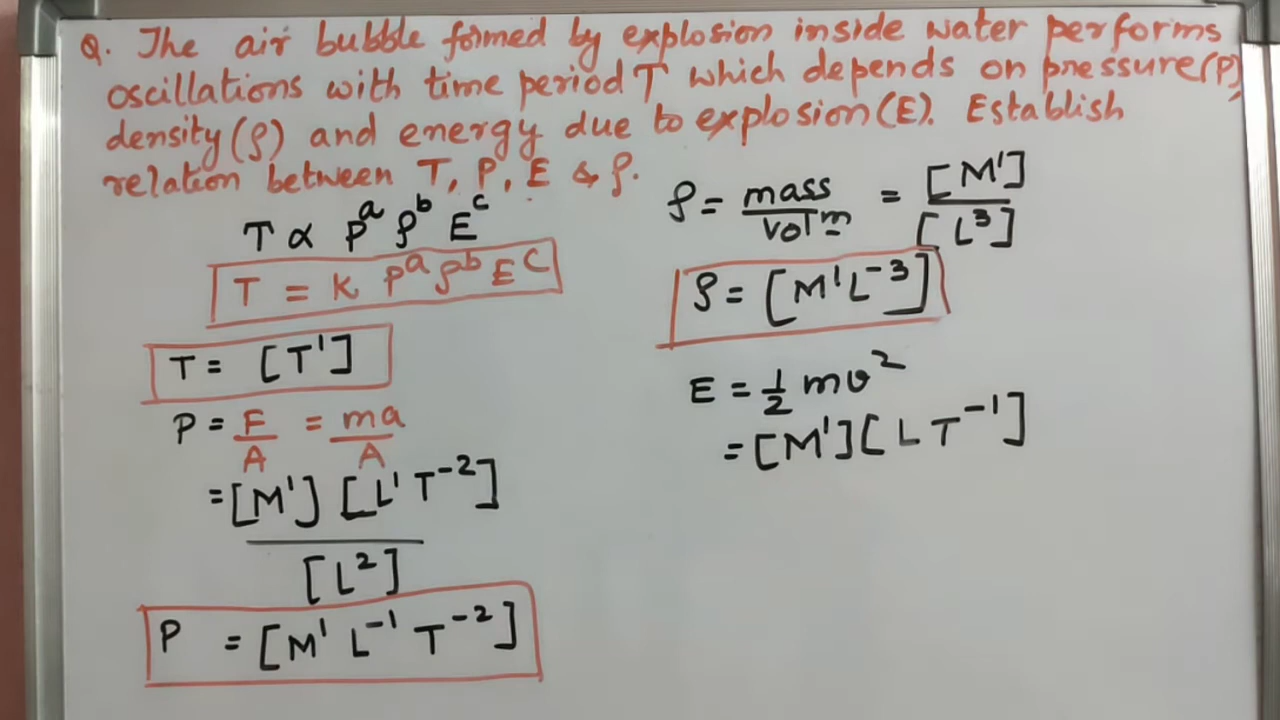 Q. The air bubble formed by explosion inside water performs
oscillations with time period T which depends on pressure(P),
density(ρ) and energy due to explosion(E). Establish
relation between T, P, E & ρ.
T ∝ P^a ρ^b E^c
T = K P^a ρ^b E^c
T = [T¹]
P = F/A = ma/A
= [M¹] [L¹ T⁻²]
[L²]
P = [M¹ L⁻¹ T⁻²]
ρ = mass/Volm = [M¹]/[L³]
ρ = [M¹L⁻³]
E = ½ mv²
= [M¹][L T⁻¹]